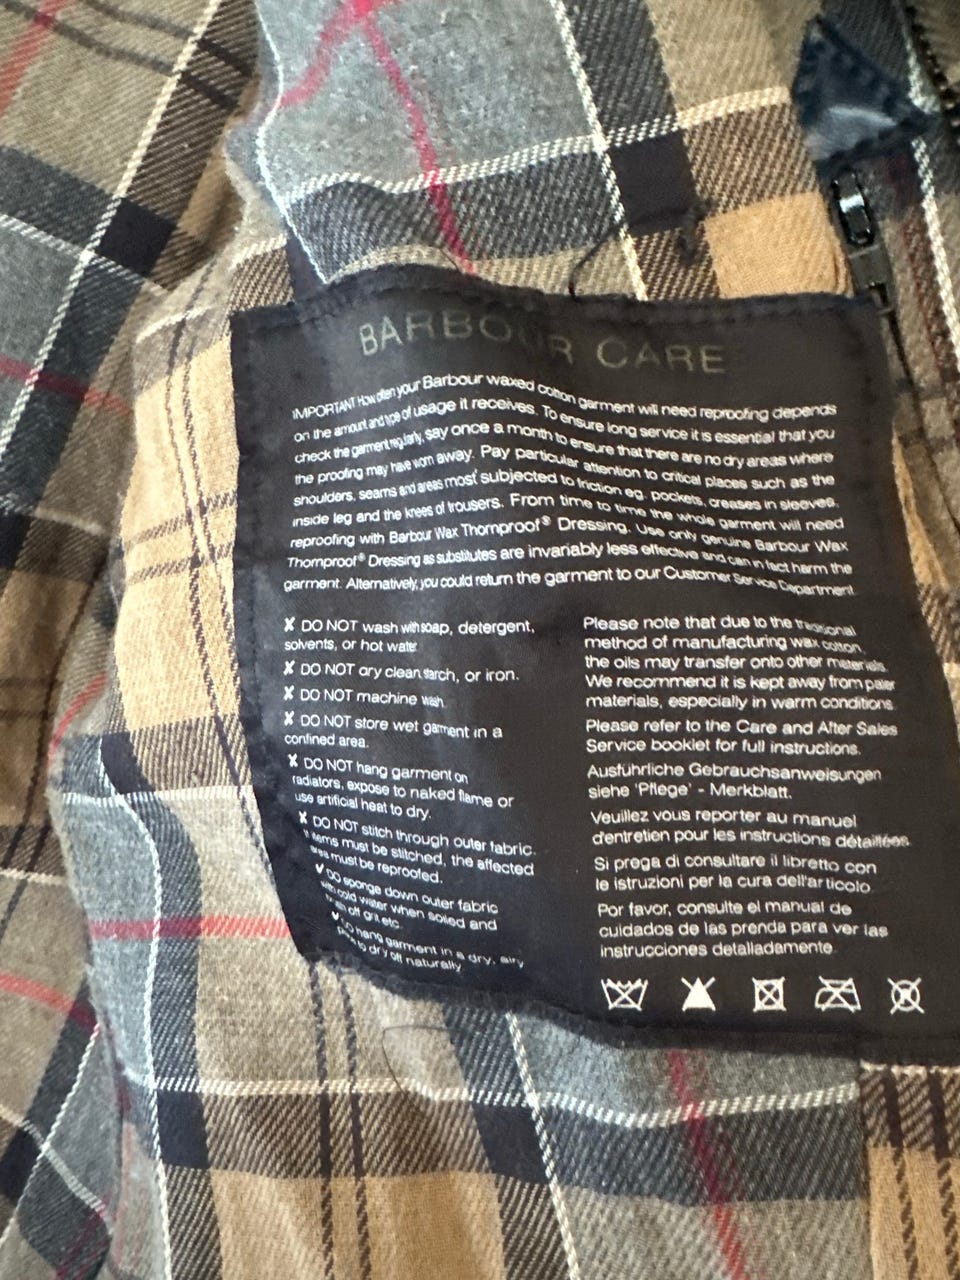 BARBOUR CARE
IMPORTANT How often your Barbour waxed cotton garment will need reproofing depends
on the amount and type of usage it receives. To ensure long service it is essential that you
check the garment regularly, say once a month to ensure that there are no dry areas where
the proofing may have worn away. Pay particular attention to critical places such as the
shoulders, seams and areas most subjected to friction eg. pockets, creases in sleeves,
inside leg and the knees of trousers. From time to time the whole garment will need
reproofing with Barbour Wax Thornproof® Dressing. Use only genuine Barbour Wax
Thornproof® Dressing as substitutes are invariably less effective and can in fact harm the
garment. Alternatively, you could return the garment to our Customer Service Department.
✘ DO NOT wash with soap, detergent,
solvents, or hot water
✘ DO NOT dry clean, starch, or iron.
✘ DO NOT machine wash
✘ DO NOT store wet garment in a
confined area.
✘ DO NOT hang garment on
radiators, expose to naked flame or
use artificial heat to dry.
✘ DO NOT stitch through outer fabric.
If items must be stitched, the affected
area must be reproofed.
✔ DO sponge down outer fabric
with cold water when soiled and
off grit etc.
✔ DO hang garment in a dry, airy
place to dry off naturally
Please note that due to the traditional
method of manufacturing wax cotton,
the oils may transfer onto other materials.
We recommend it is kept away from paler
materials, especially in warm conditions.
Please refer to the Care and After Sales
Service booklet for full instructions.
Ausführliche Gebrauchsanweisungen
siehe 'Pflege' - Merkblatt.
Veuillez vous reporter au manuel
d'entretien pour les instructions détaillées
Si prega di consultare il libretto con
le istruzioni per la cura dell'articolo
Por favor, consulte el manual de
cuidados de las prenda para ver las
instrucciones detalladamente.